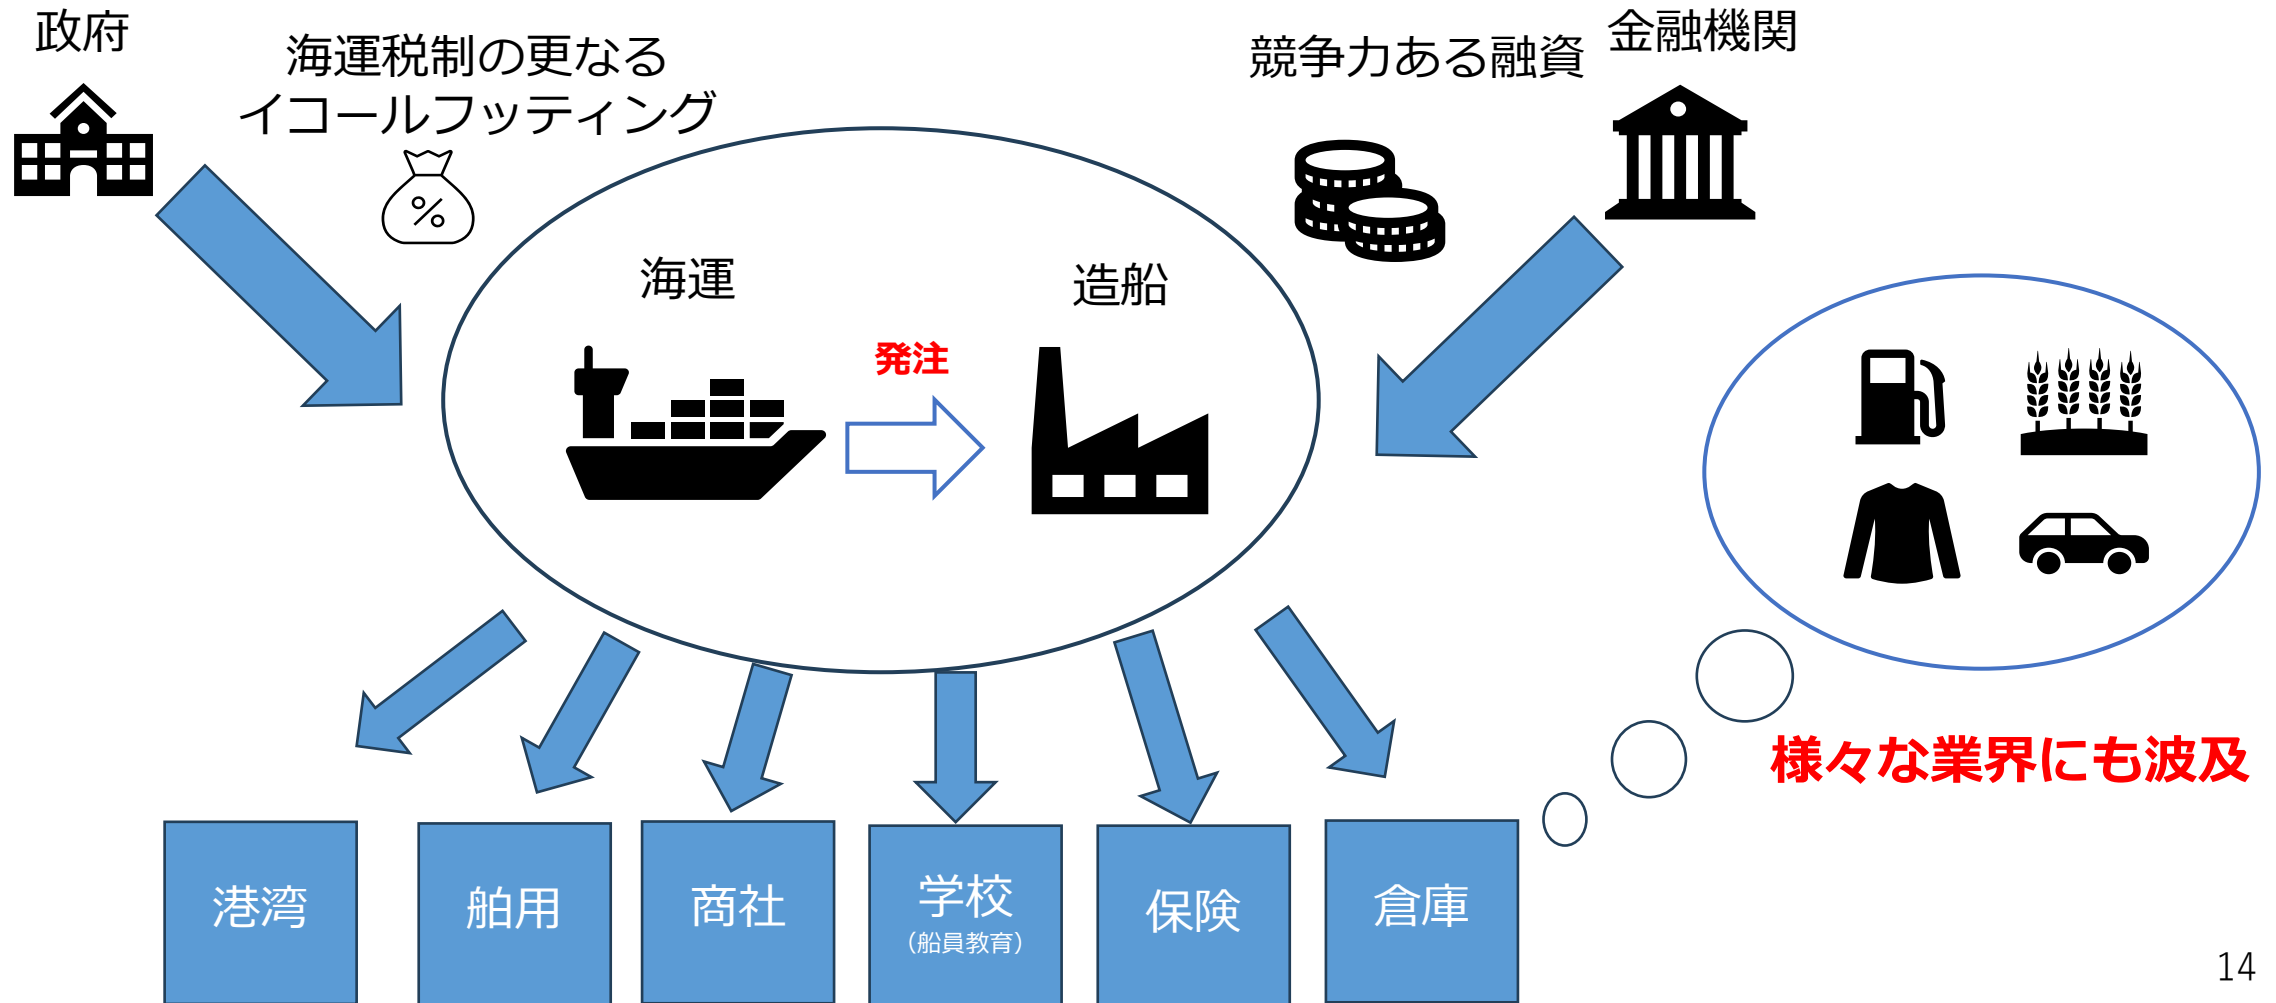 政府
海運税制の更なる
イコールフッティング
競争力ある融資
金融機関
海運
造船
発注
様々な業界にも波及
港湾
舶用
商社
学校
（船員教育）
保険
倉庫
14